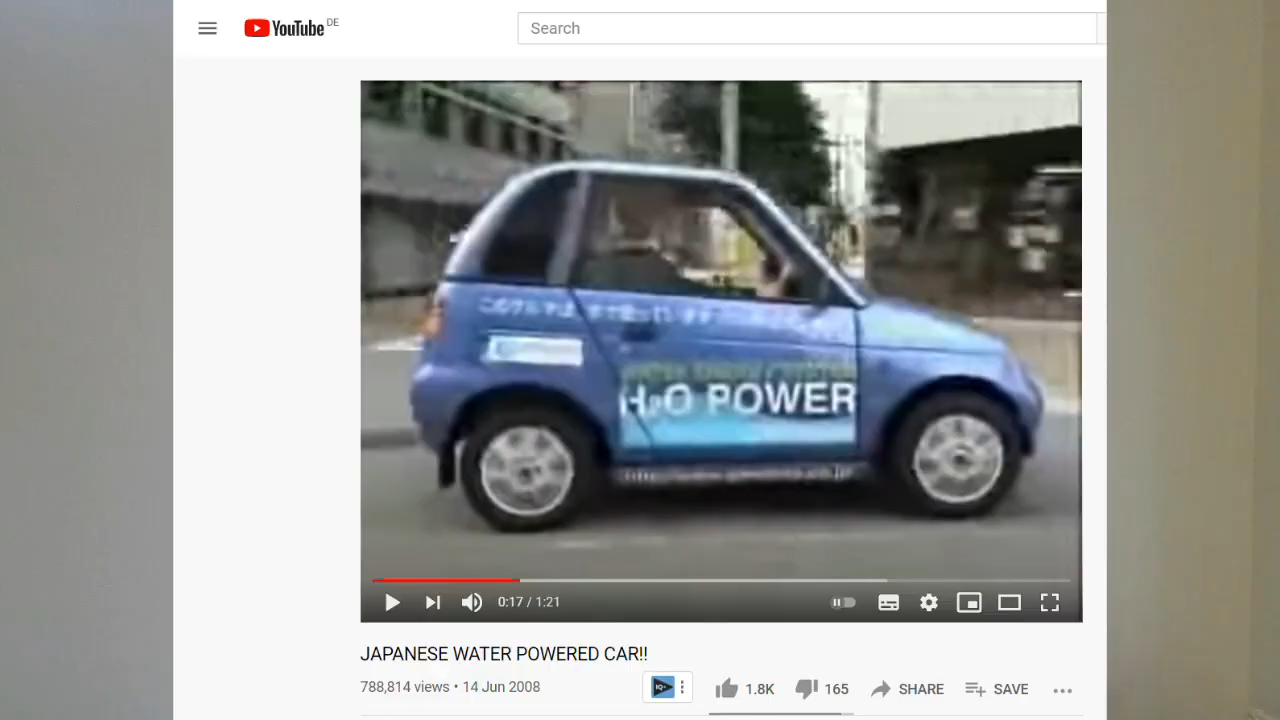 YouTube DE
Search
H2O POWER
0:17 / 1:21
JAPANESE WATER POWERED CAR!!
788,814 views • 14 Jun 2008
IQ+
1.8K
165
SHARE
SAVE